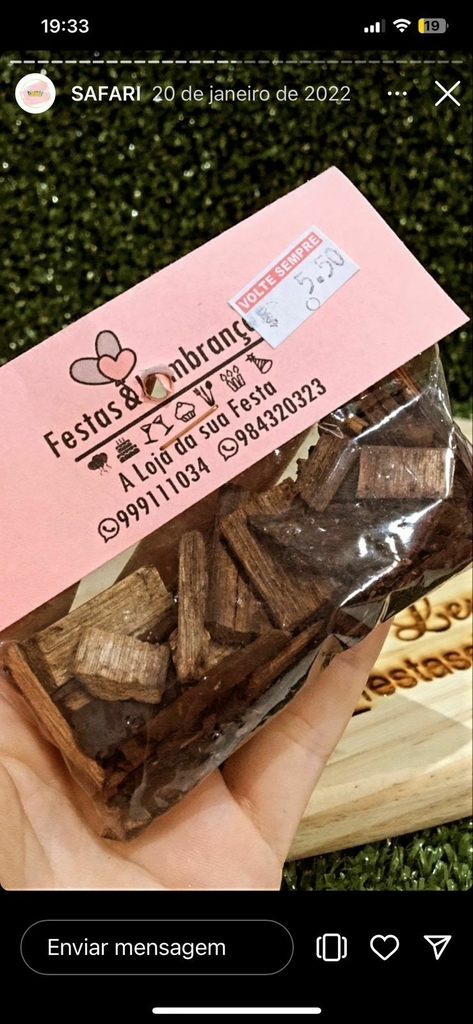 19:33
19
SAFARI 20 de janeiro de 2022
VOLTE SEMPRE
5.50
Festas & mbranç
A Loja da sua Festa
999111034 984320323
festas
Enviar mensagem